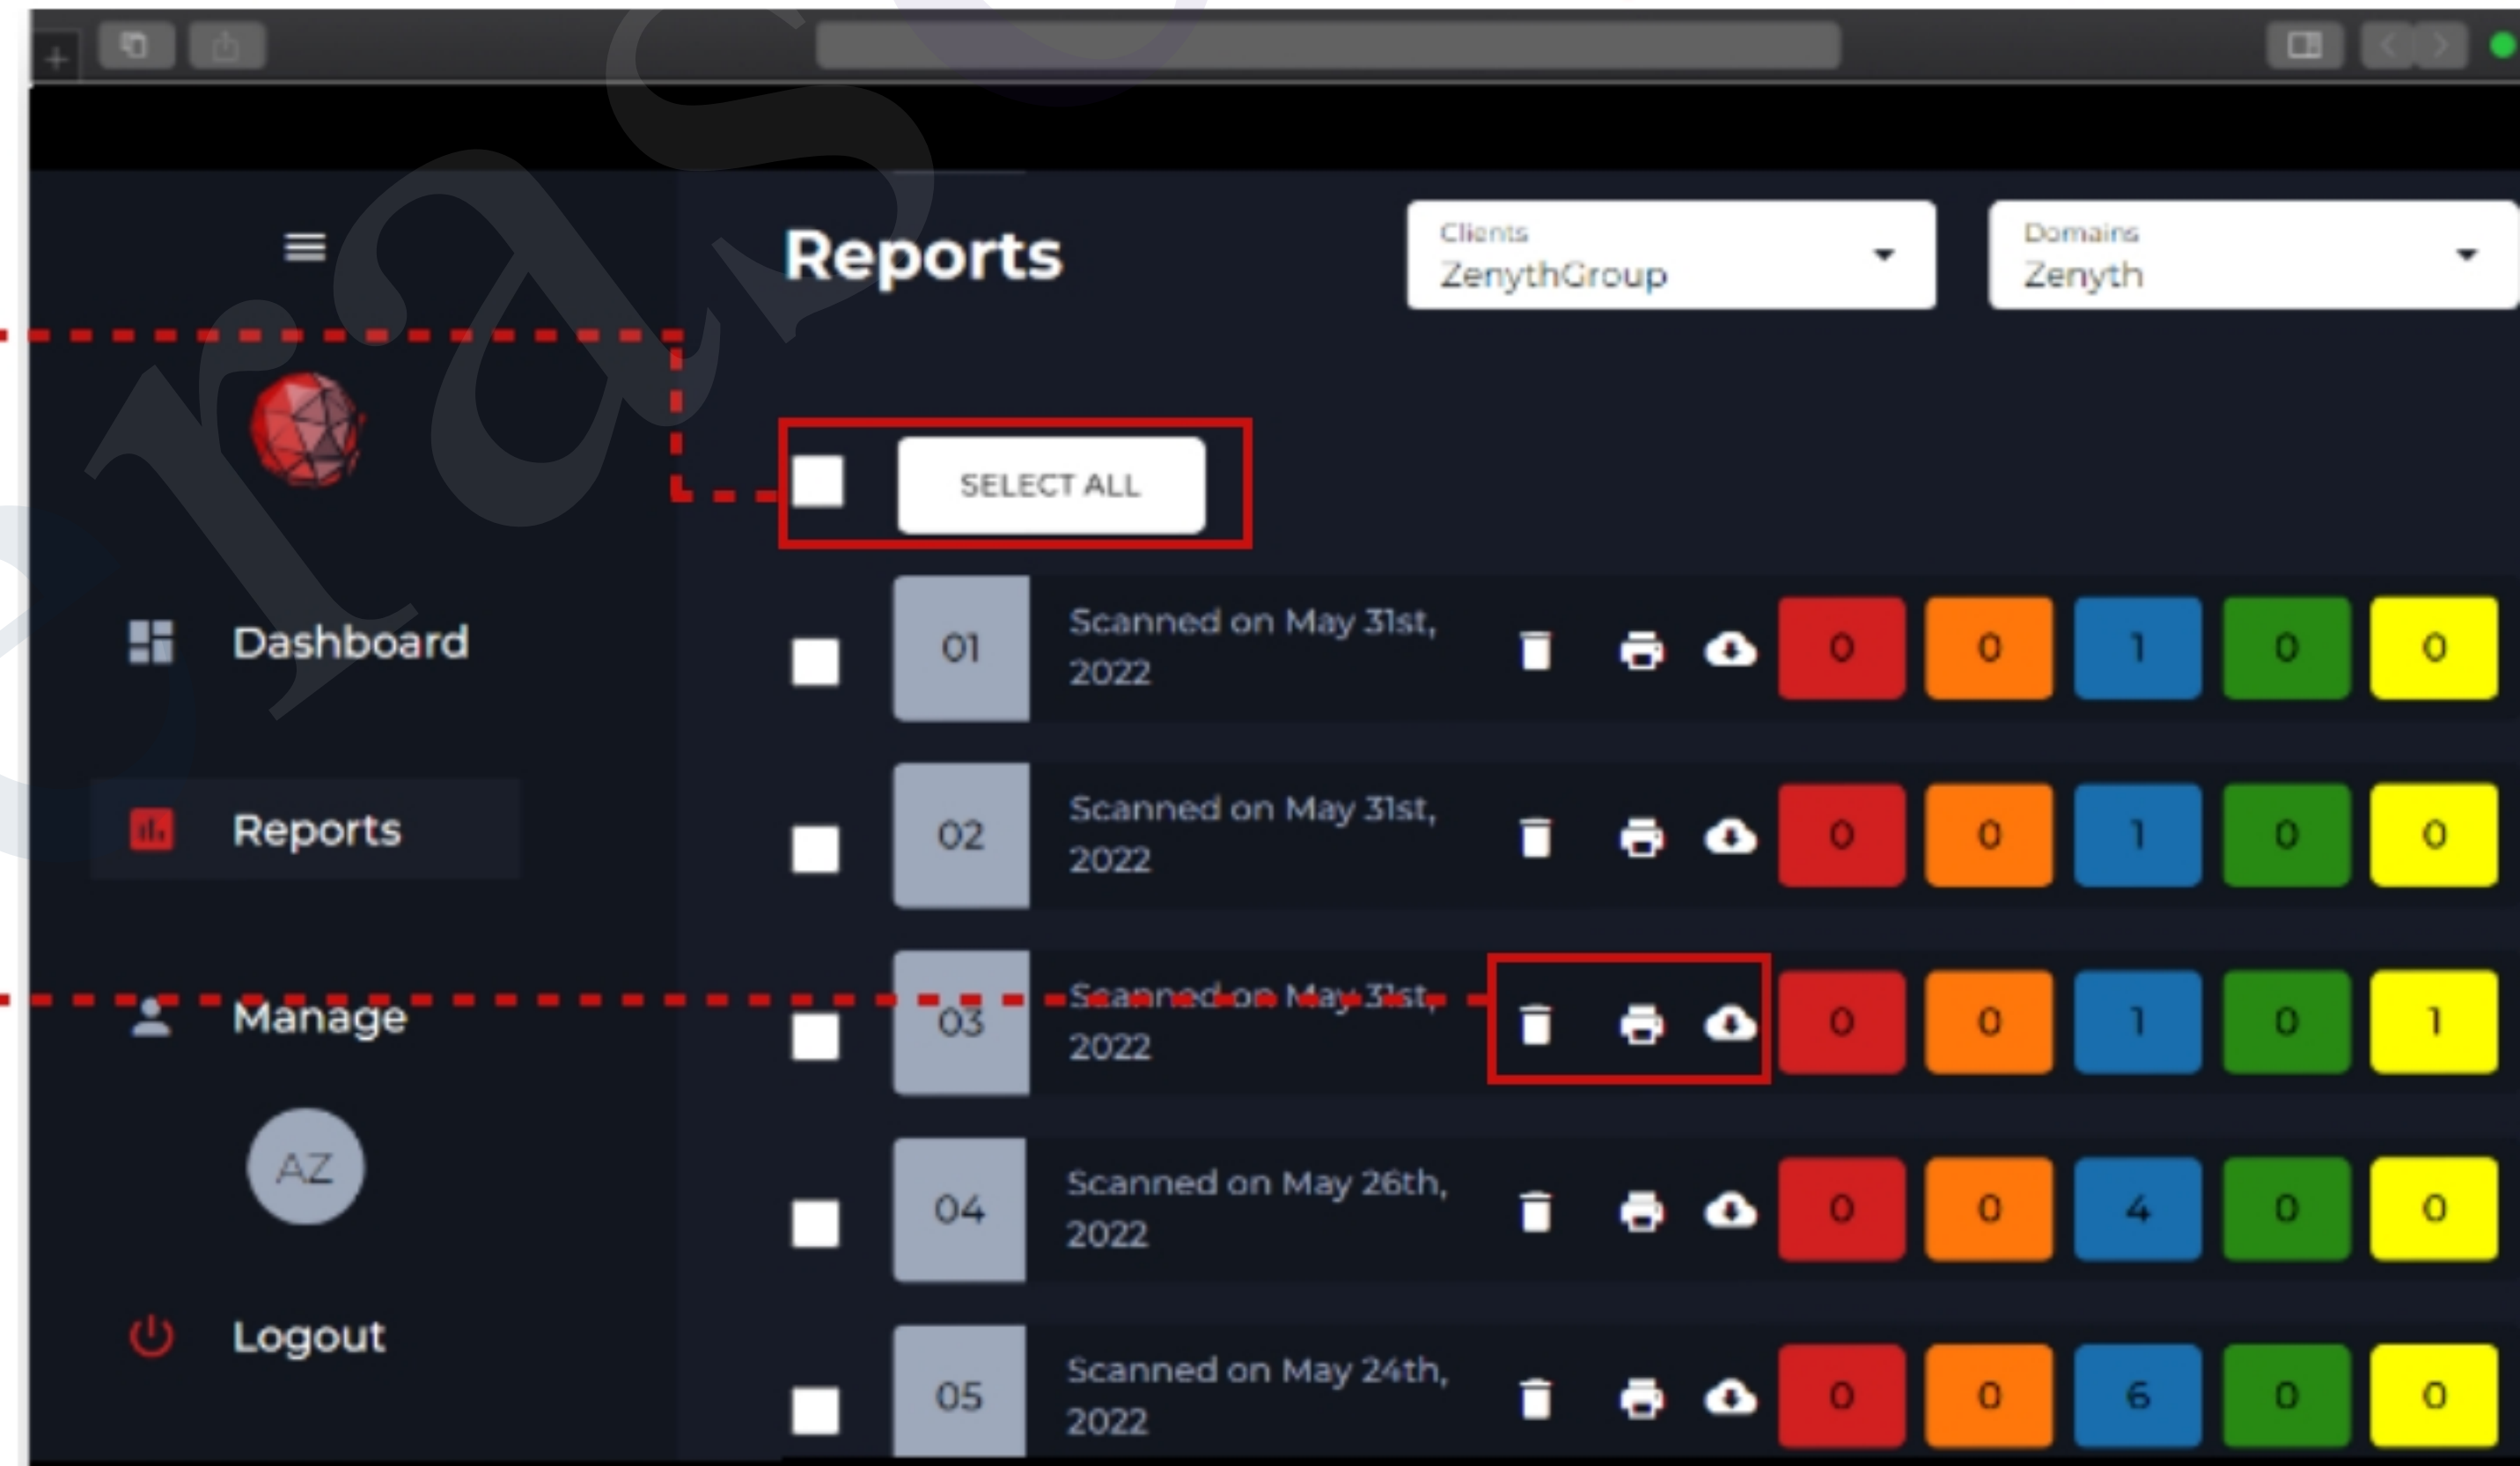 Reports
Clients
ZenythGroup
Domains
Zenyth
SELECT ALL
Dashboard
Reports
Manage
AZ
Logout
01
Scanned on May 31st,
2022
0 0 1 0 0
02
Scanned on May 31st,
2022
0 0 1 0 0
03
Scanned on May 31st,
2022
0 0 1 0 1
04
Scanned on May 26th,
2022
0 0 4 0 0
05
Scanned on May 24th,
2022
0 0 6 0 0